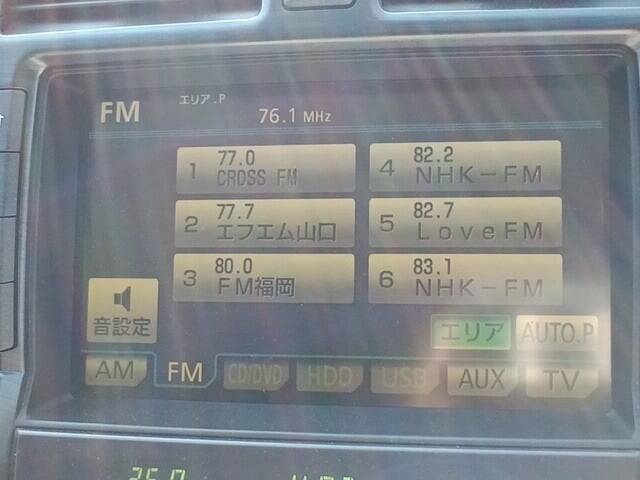 FM エリア.P 76.1 MHz
1 77.0 CROSS FM
4 82.2 NHK-FM
2 77.7 エフエム山口
5 82.7 LoveFM
3 80.0 FM福岡
6 83.1 NHK-FM
音設定
エリア AUTO.P
AM FM CD/DVD HDD USB AUX TV